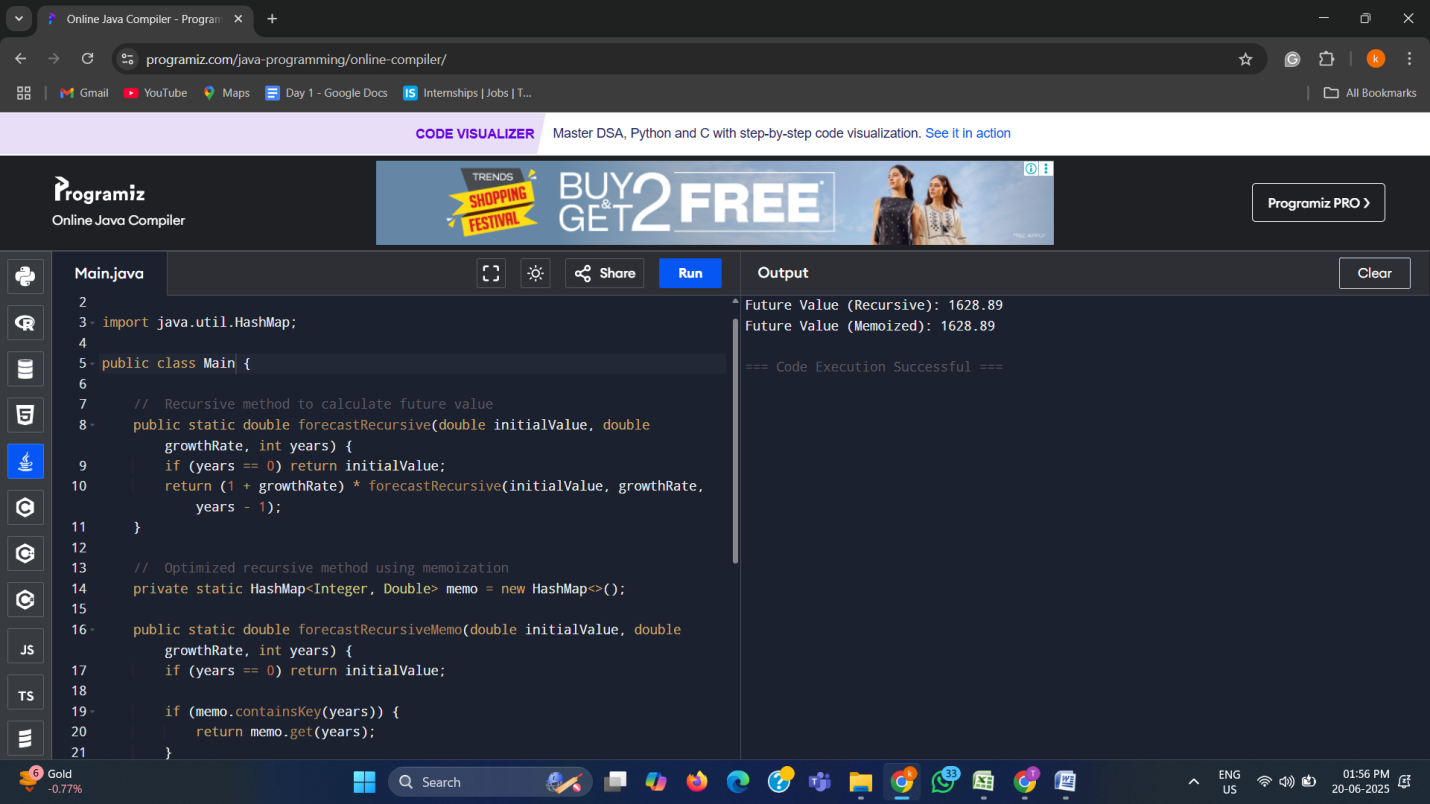 Online Java Compiler - Program
programiz.com/java-programming/online-compiler/
k
Gmail
YouTube
Maps
Day 1 - Google Docs
IS
Internships | Jobs | T...
All Bookmarks
CODE VISUALIZER
Master DSA, Python and C with step-by-step code visualization. See it in action
Programiz
Online Java Compiler
TRENDS
SHOPPING
FESTIVAL
BUY
& GET
2
FREE*
*T&C APPLY
Programiz PRO
Main.java
Share
Run
Output
Clear
2
3 import java.util.HashMap;
4
5 public class Main {
6
7 //  Recursive method to calculate future value
8 public static double forecastRecursive(double initialValue, double
growthRate, int years) {
9 if (years == 0) return initialValue;
10 return (1 + growthRate) * forecastRecursive(initialValue, growthRate,
years - 1);
11 }
12
13 //  Optimized recursive method using memoization
14 private static HashMap<Integer, Double> memo = new HashMap<>();
15
16 public static double forecastRecursiveMemo(double initialValue, double
growthRate, int years) {
17 if (years == 0) return initialValue;
18
19 if (memo.containsKey(years)) {
20 return memo.get(years);
21 }
Future Value (Recursive): 1628.89
Future Value (Memoized): 1628.89
=== Code Execution Successful ===
JS
TS
6
Gold
-0.77%
Search
k
33
T
ENG
US
01:56 PM
20-06-2025